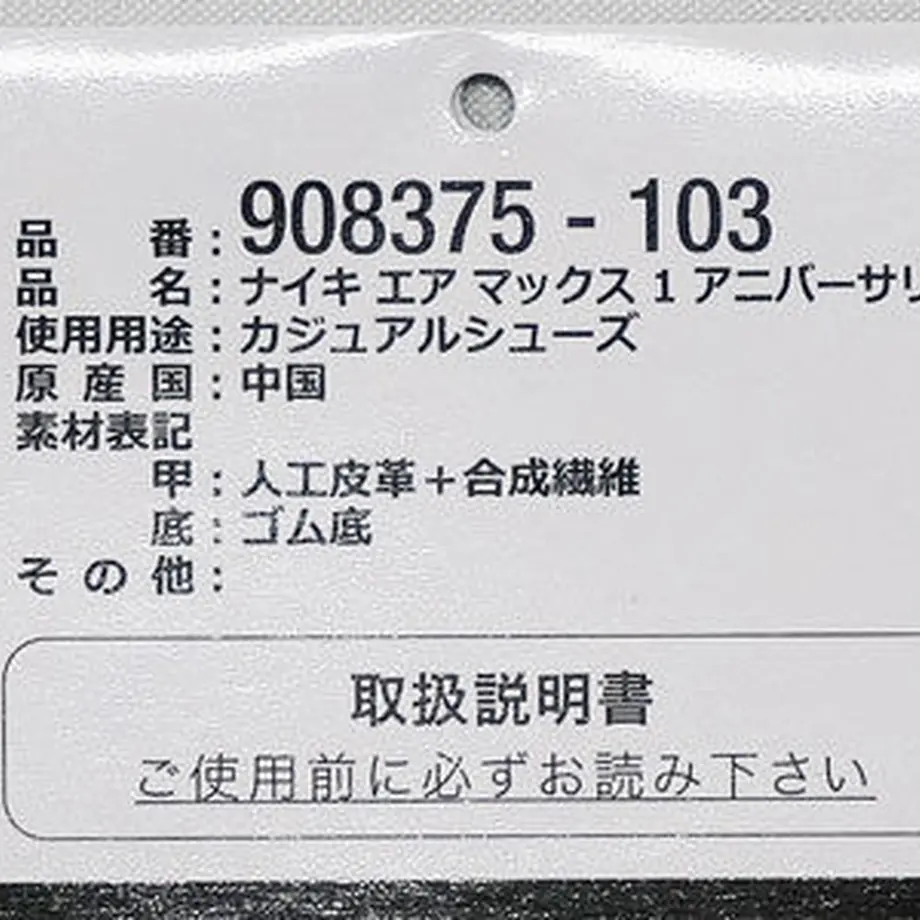 品番:908375-103
品名:ナイキ エア マックス 1 アニバーサリ
使用用途:カジュアルシューズ
原産国:中国
素材表記
甲:人工皮革+合成繊維
底:ゴム底
その他:
取扱説明書
ご使用前に必ずお読み下さい